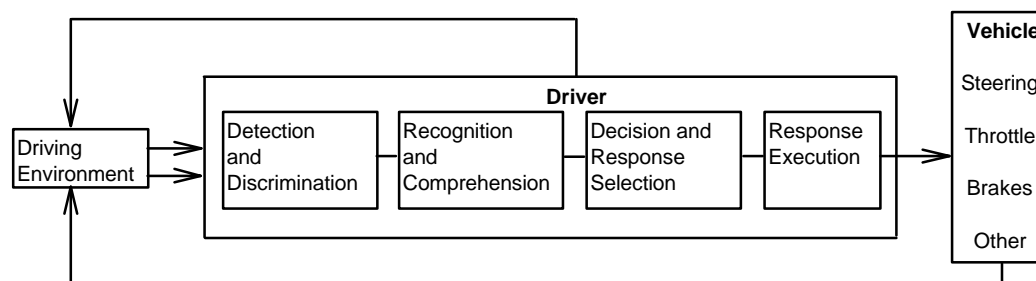 Driving
Environment
Driver
Detection
and
Discrimination
Recognition
and
Comprehension
Decision and
Response
Selection
Response
Execution
Vehicle
Steering
Throttle
Brakes
Other